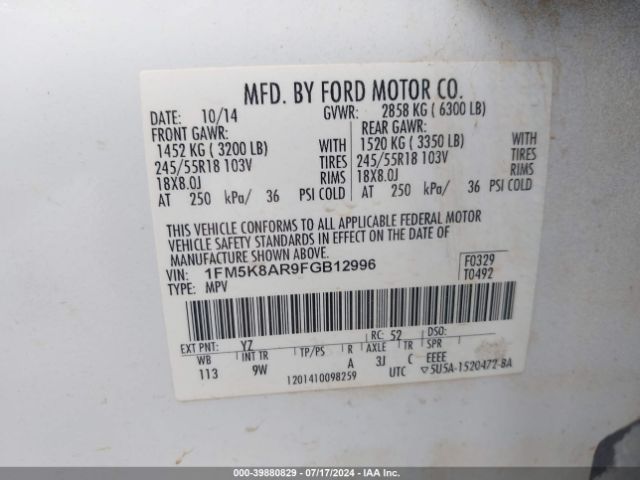 MFD. BY FORD MOTOR CO.
DATE: 10/14 GVWR: 2858 KG ( 6300 LB)
FRONT GAWR: REAR GAWR:
1452 KG ( 3200 LB) WITH 1520 KG ( 3350 LB) WITH
245/55R18 103V TIRES 245/55R18 103V TIRES
18X8.0J RIMS 18X8.0J RIMS
AT 250 kPa/ 36 PSI COLD AT 250 kPa/ 36 PSI COLD
THIS VEHICLE CONFORMS TO ALL APPLICABLE FEDERAL MOTOR
VEHICLE SAFETY STANDARDS IN EFFECT ON THE DATE OF
MANUFACTURE SHOWN ABOVE.
VIN: 1FM5K8AR9FGB12996 F0329
TYPE: MPV T0492
EXT PNT: YZ RC: 52 DSO:
WB INT TR TP/PS R AXLE TR SPR
113 9W A 3J C EEEE
1201410098259 UTC ▽5U5A-1520472-BA
000-39880829 / 07/17/2024 - IAA Inc.